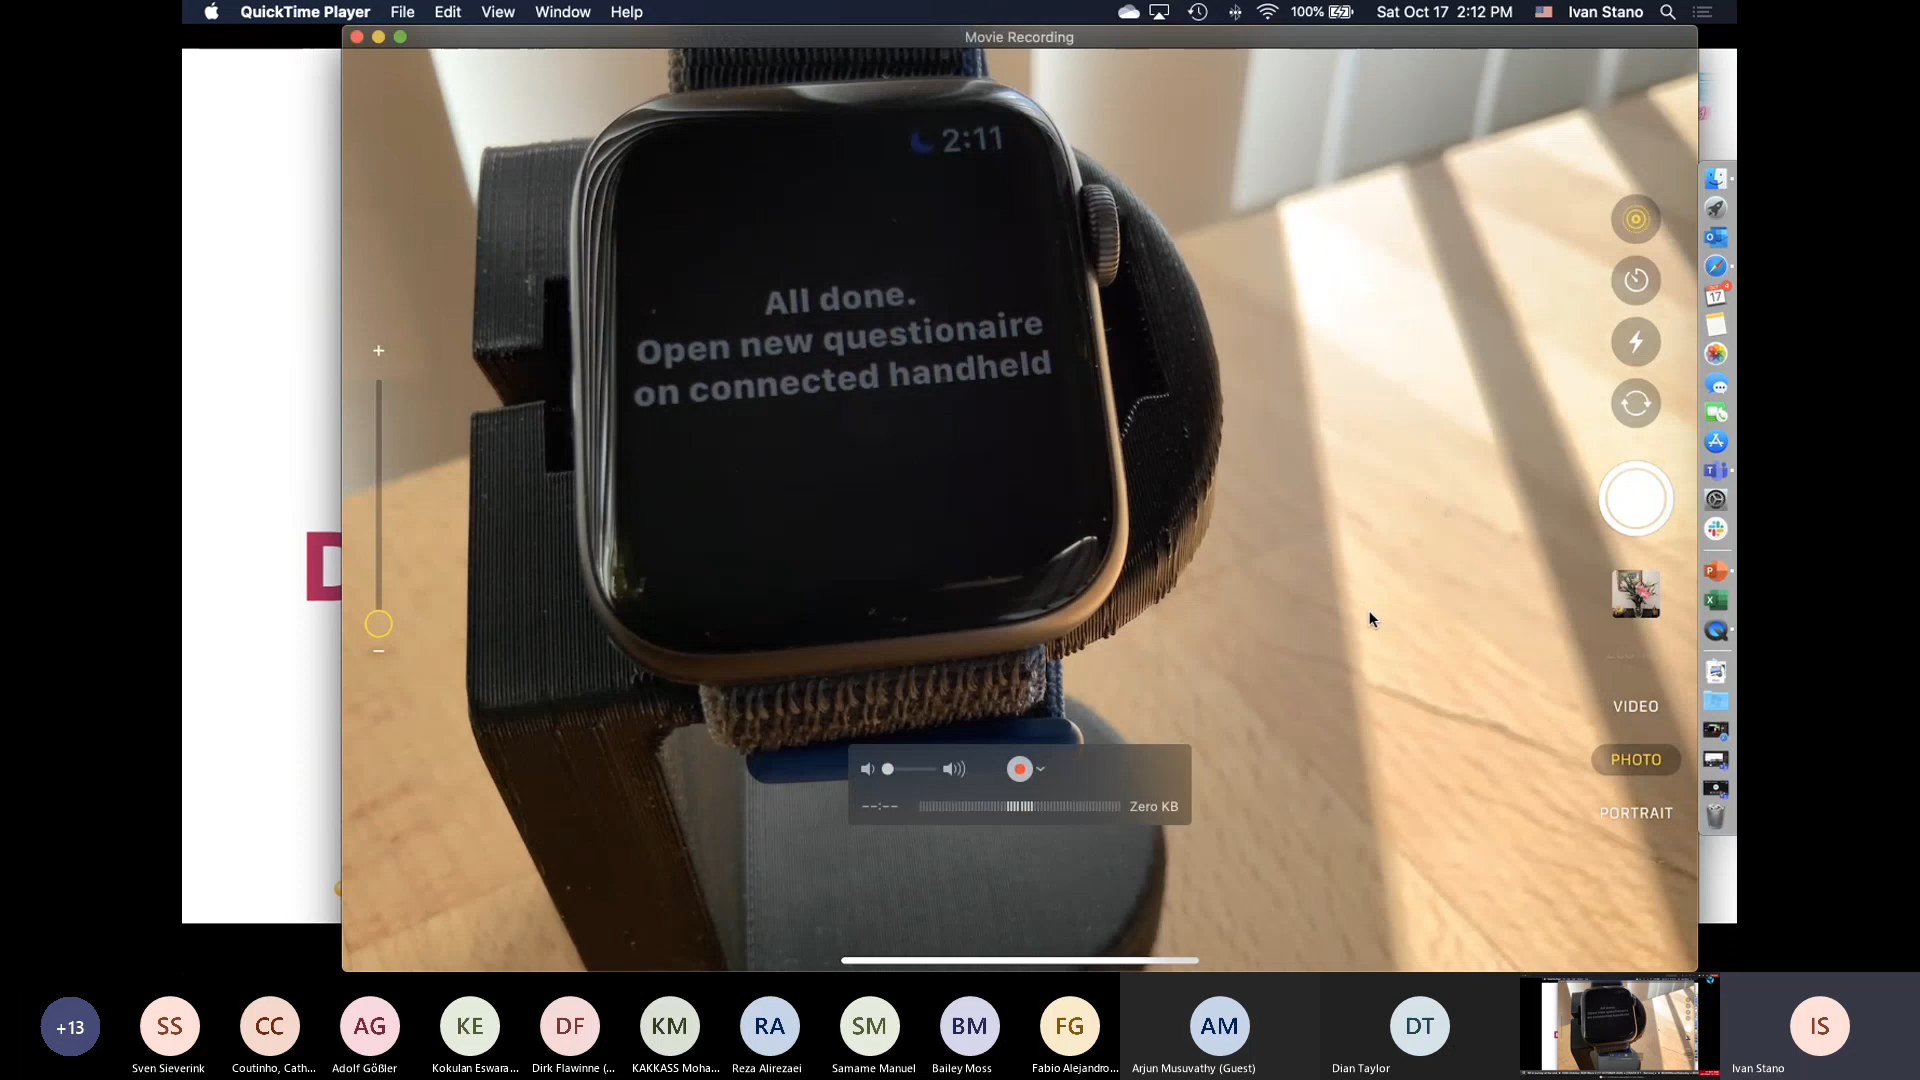 QuickTime Player File Edit View Window Help 100% Sat Oct 17 2:12 PM Ivan Stano
Movie Recording
2:11
All done.
Open new questionaire
on connected handheld
+
−
17
VIDEO
PHOTO
PORTRAIT
--:-- Zero KB
D
+13 SS CC AG KE DF KM RA SM BM FG AM DT IS
Sven Sieverink Coutinho, Cath... Adolf Gößler Kokulan Eswara... Dirk Flawinne (... KAKKASS Moha... Reza Alirezaei Samame Manuel Bailey Moss Fabio Alejandro... Arjun Musuvathy (Guest) Dian Taylor Ivan Stano